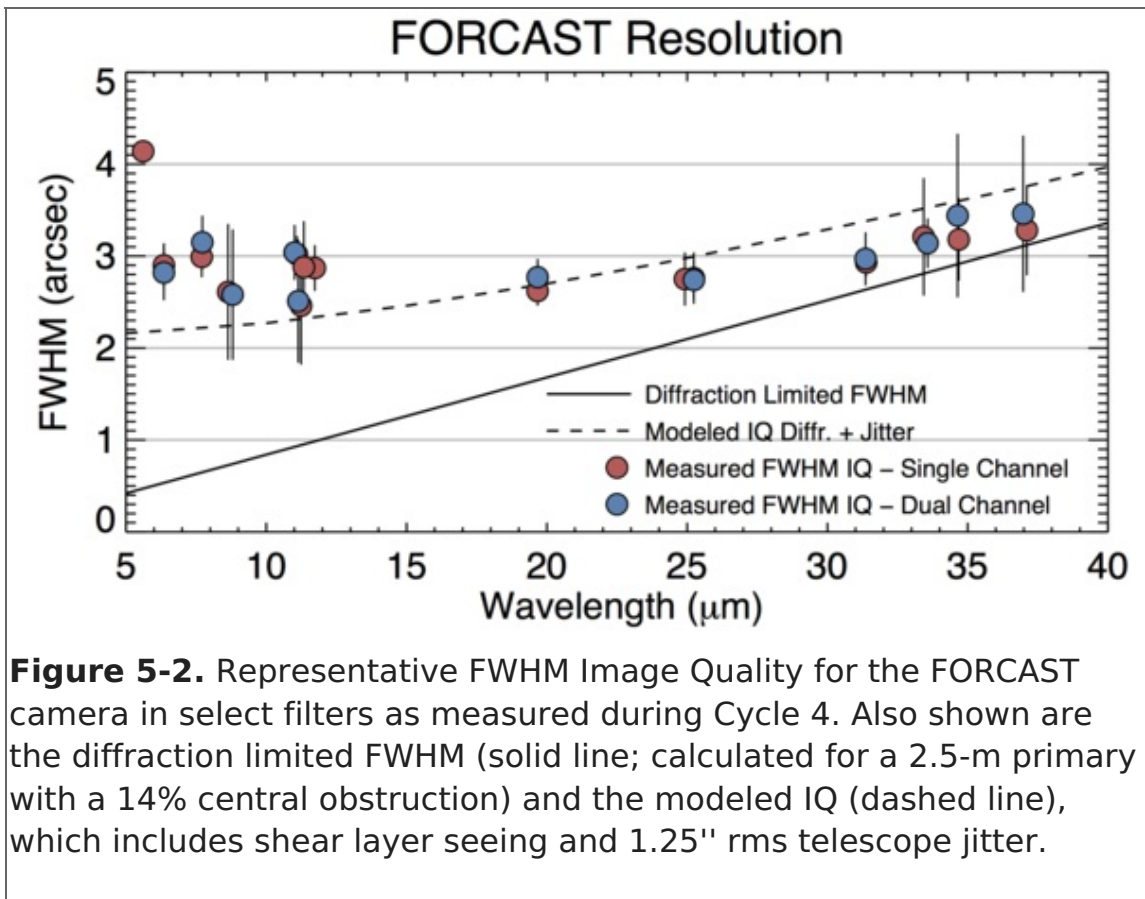 FORCAST Resolution
5
4
3
2
1
0
FWHM (arcsec)
Diffraction Limited FWHM
Modeled IQ Diffr. + Jitter
Measured FWHM IQ – Single Channel
Measured FWHM IQ – Dual Channel
5 10 15 20 25 30 35 40
Wavelength (μm)
Figure 5-2. Representative FWHM Image Quality for the FORCAST
camera in select filters as measured during Cycle 4. Also shown are
the diffraction limited FWHM (solid line; calculated for a 2.5-m primary
with a 14% central obstruction) and the modeled IQ (dashed line),
which includes shear layer seeing and 1.25'' rms telescope jitter.